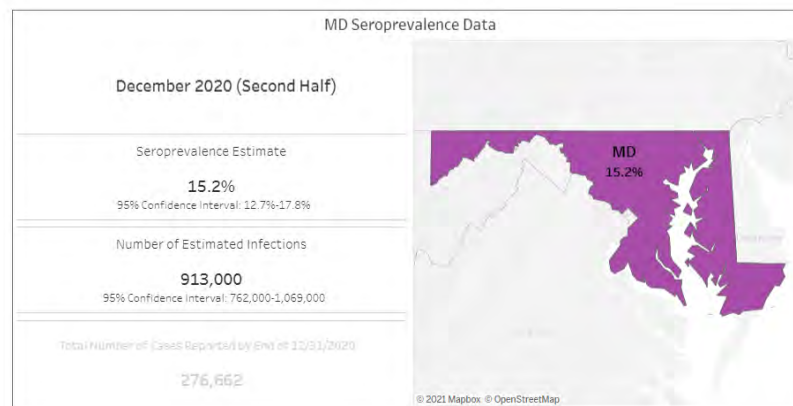 MD Seroprevalence Data
December 2020 (Second Half)
Seroprevalence Estimate
15.2%
95% Confidence Interval: 12.7%-17.8%
Number of Estimated Infections
913,000
95% Confidence Interval: 762,000-1,069,000
Total Number of Cases Reported by End of 12/31/2020
276,662
MD
15.2%
© 2021 Mapbox © OpenStreetMap